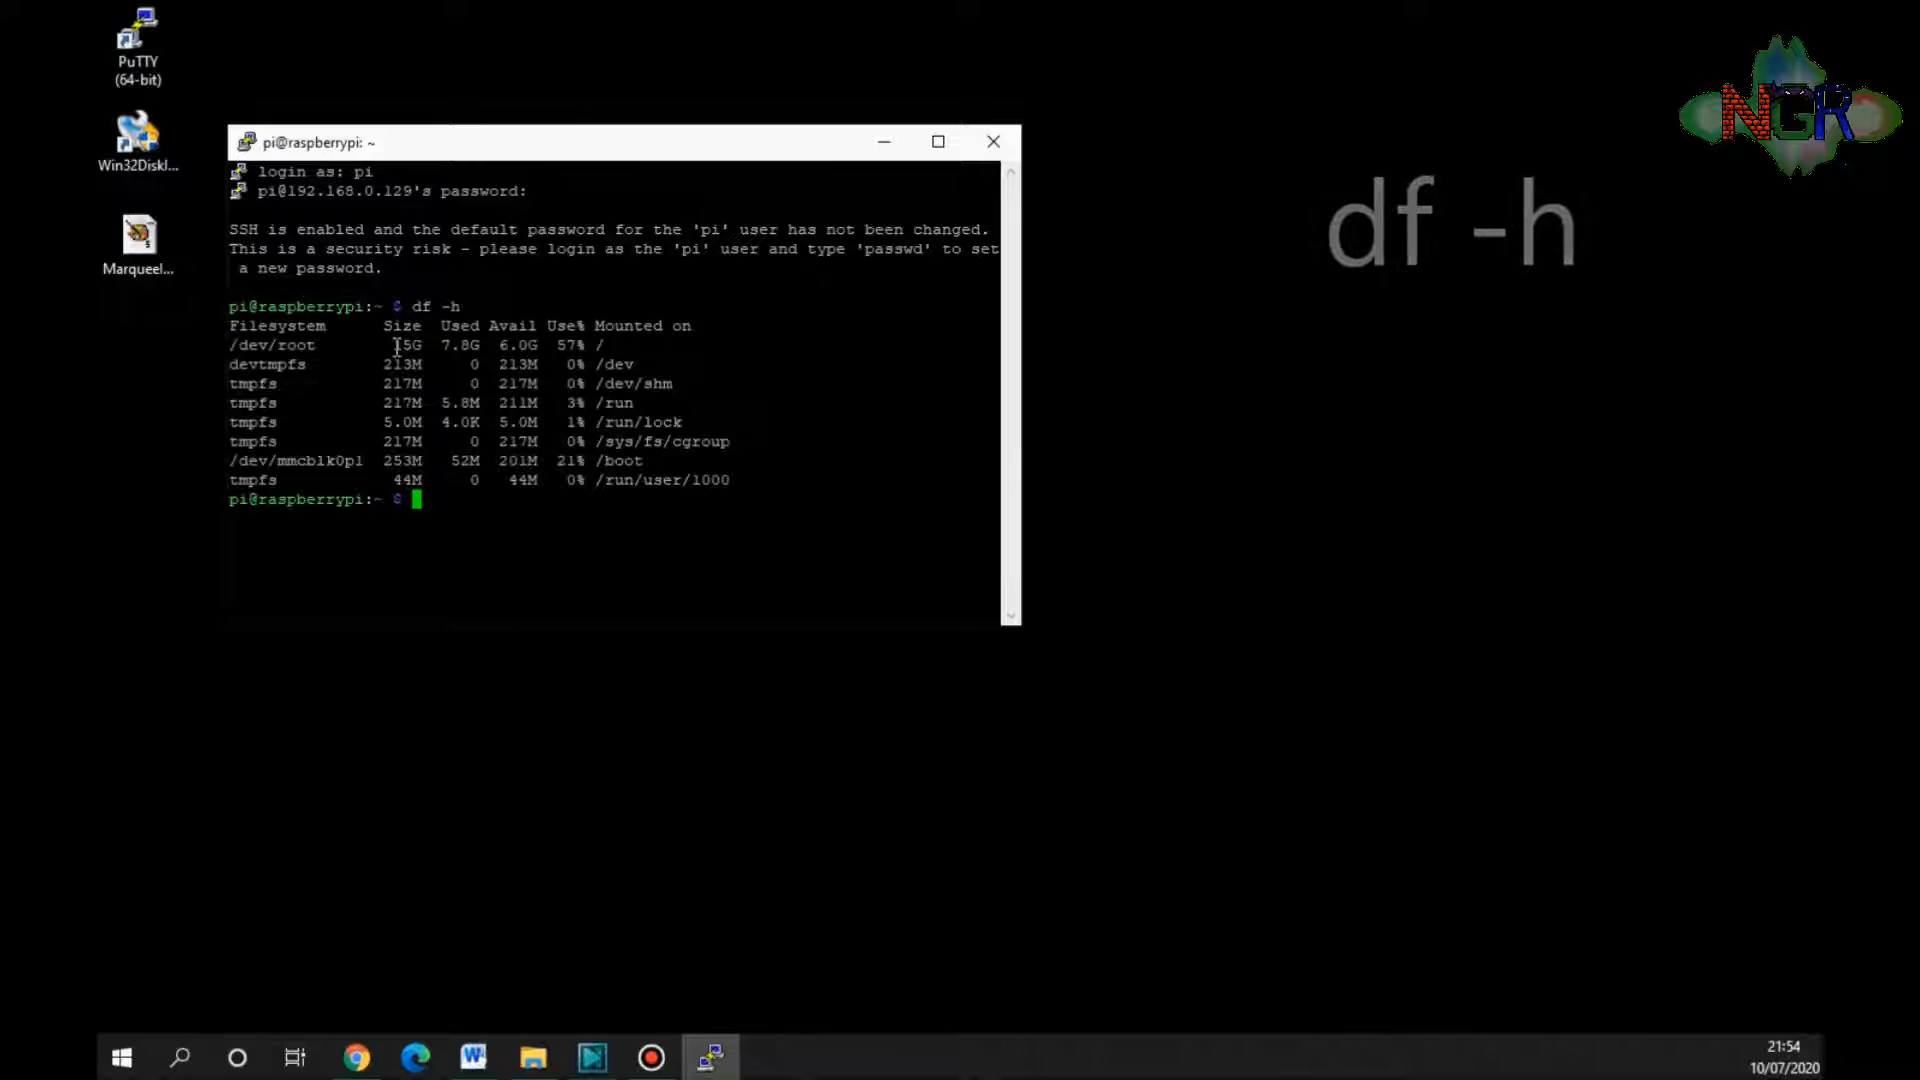 PuTTY
(64-bit)
Win32DiskI...
MarqueeI...
NGR
df -h
pi@raspberrypi: ~
login as: pi
pi@192.168.0.129's password:
SSH is enabled and the default password for the 'pi' user has not been changed.
This is a security risk - please login as the 'pi' user and type 'passwd' to set
a new password.
pi@raspberrypi:~ $ df -h
Filesystem Size Used Avail Use% Mounted on
/dev/root 15G 7.8G 6.0G 57% /
devtmpfs 213M 0 213M 0% /dev
tmpfs 217M 0 217M 0% /dev/shm
tmpfs 217M 5.8M 211M 3% /run
tmpfs 5.0M 4.0K 5.0M 1% /run/lock
tmpfs 217M 0 217M 0% /sys/fs/cgroup
/dev/mmcblk0p1 253M 52M 201M 21% /boot
tmpfs 44M 0 44M 0% /run/user/1000
pi@raspberrypi:~ $
21:54
10/07/2020